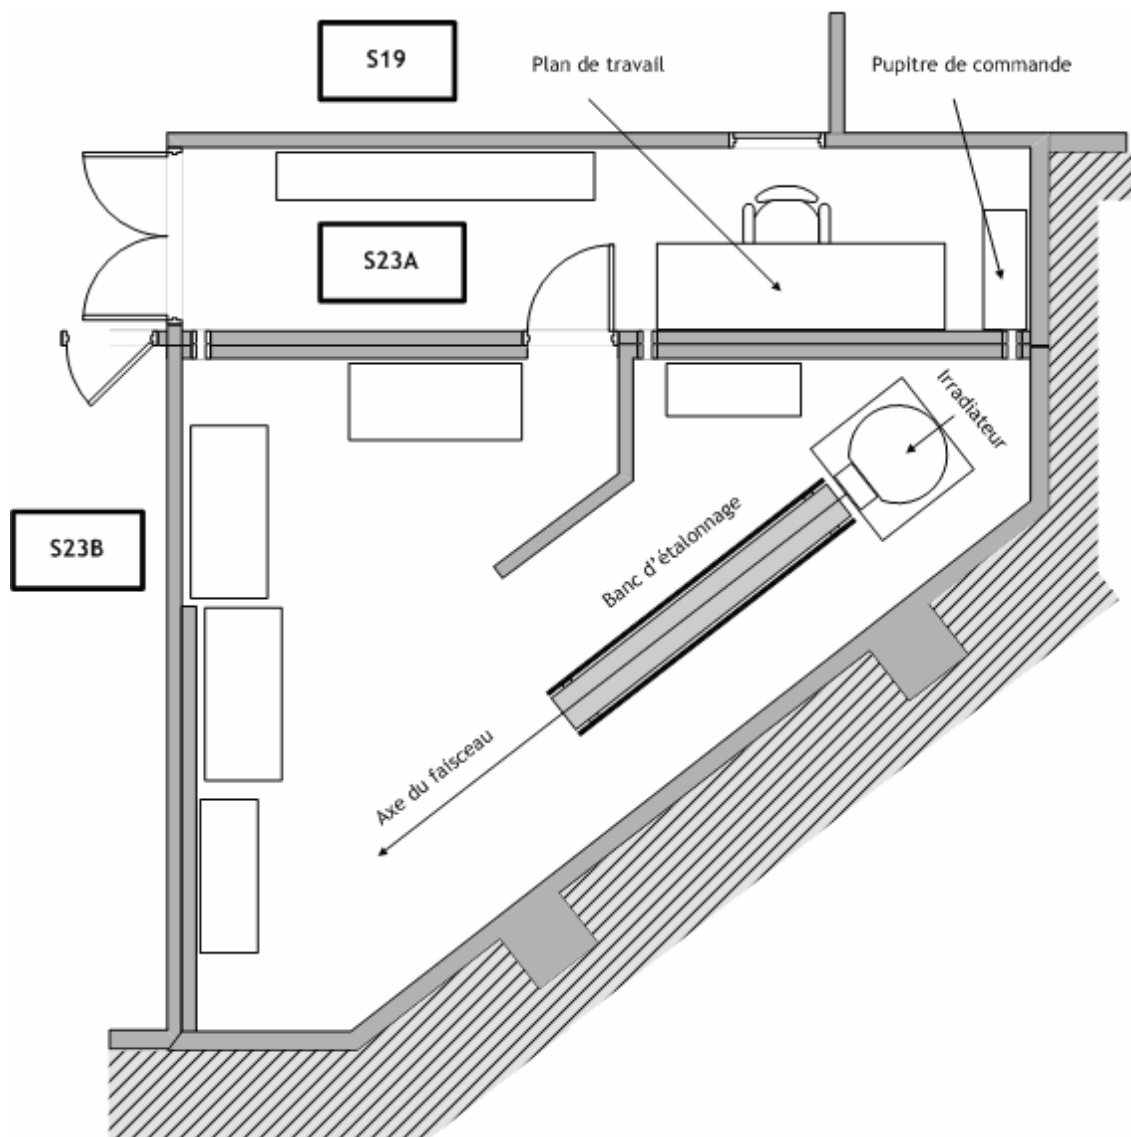 S19
Plan de travail
Pupitre de commande
S23A
Irradiateur
Banc d'étalonnage
S23B
Axe du faisceau